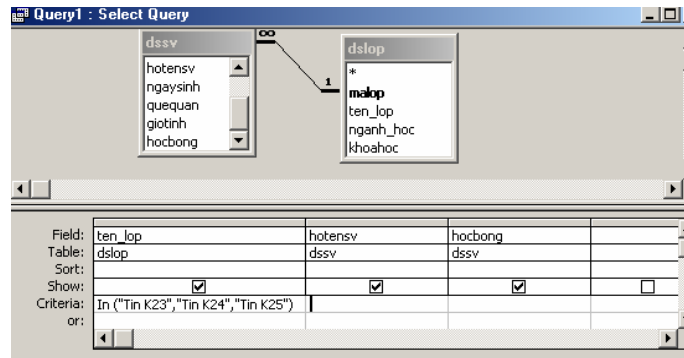 Query1 : Select Query
dssv
hotensv
ngaysinh
quequan
giotinh
hocbong
∞
1
dslop
*
malop
ten_lop
nganh_hoc
khoahoc
Field: ten_lop hotensv hocbong
Table: dslop dssv dssv
Sort:
Show:
Criteria: In ("Tin K23","Tin K24","Tin K25")
or: